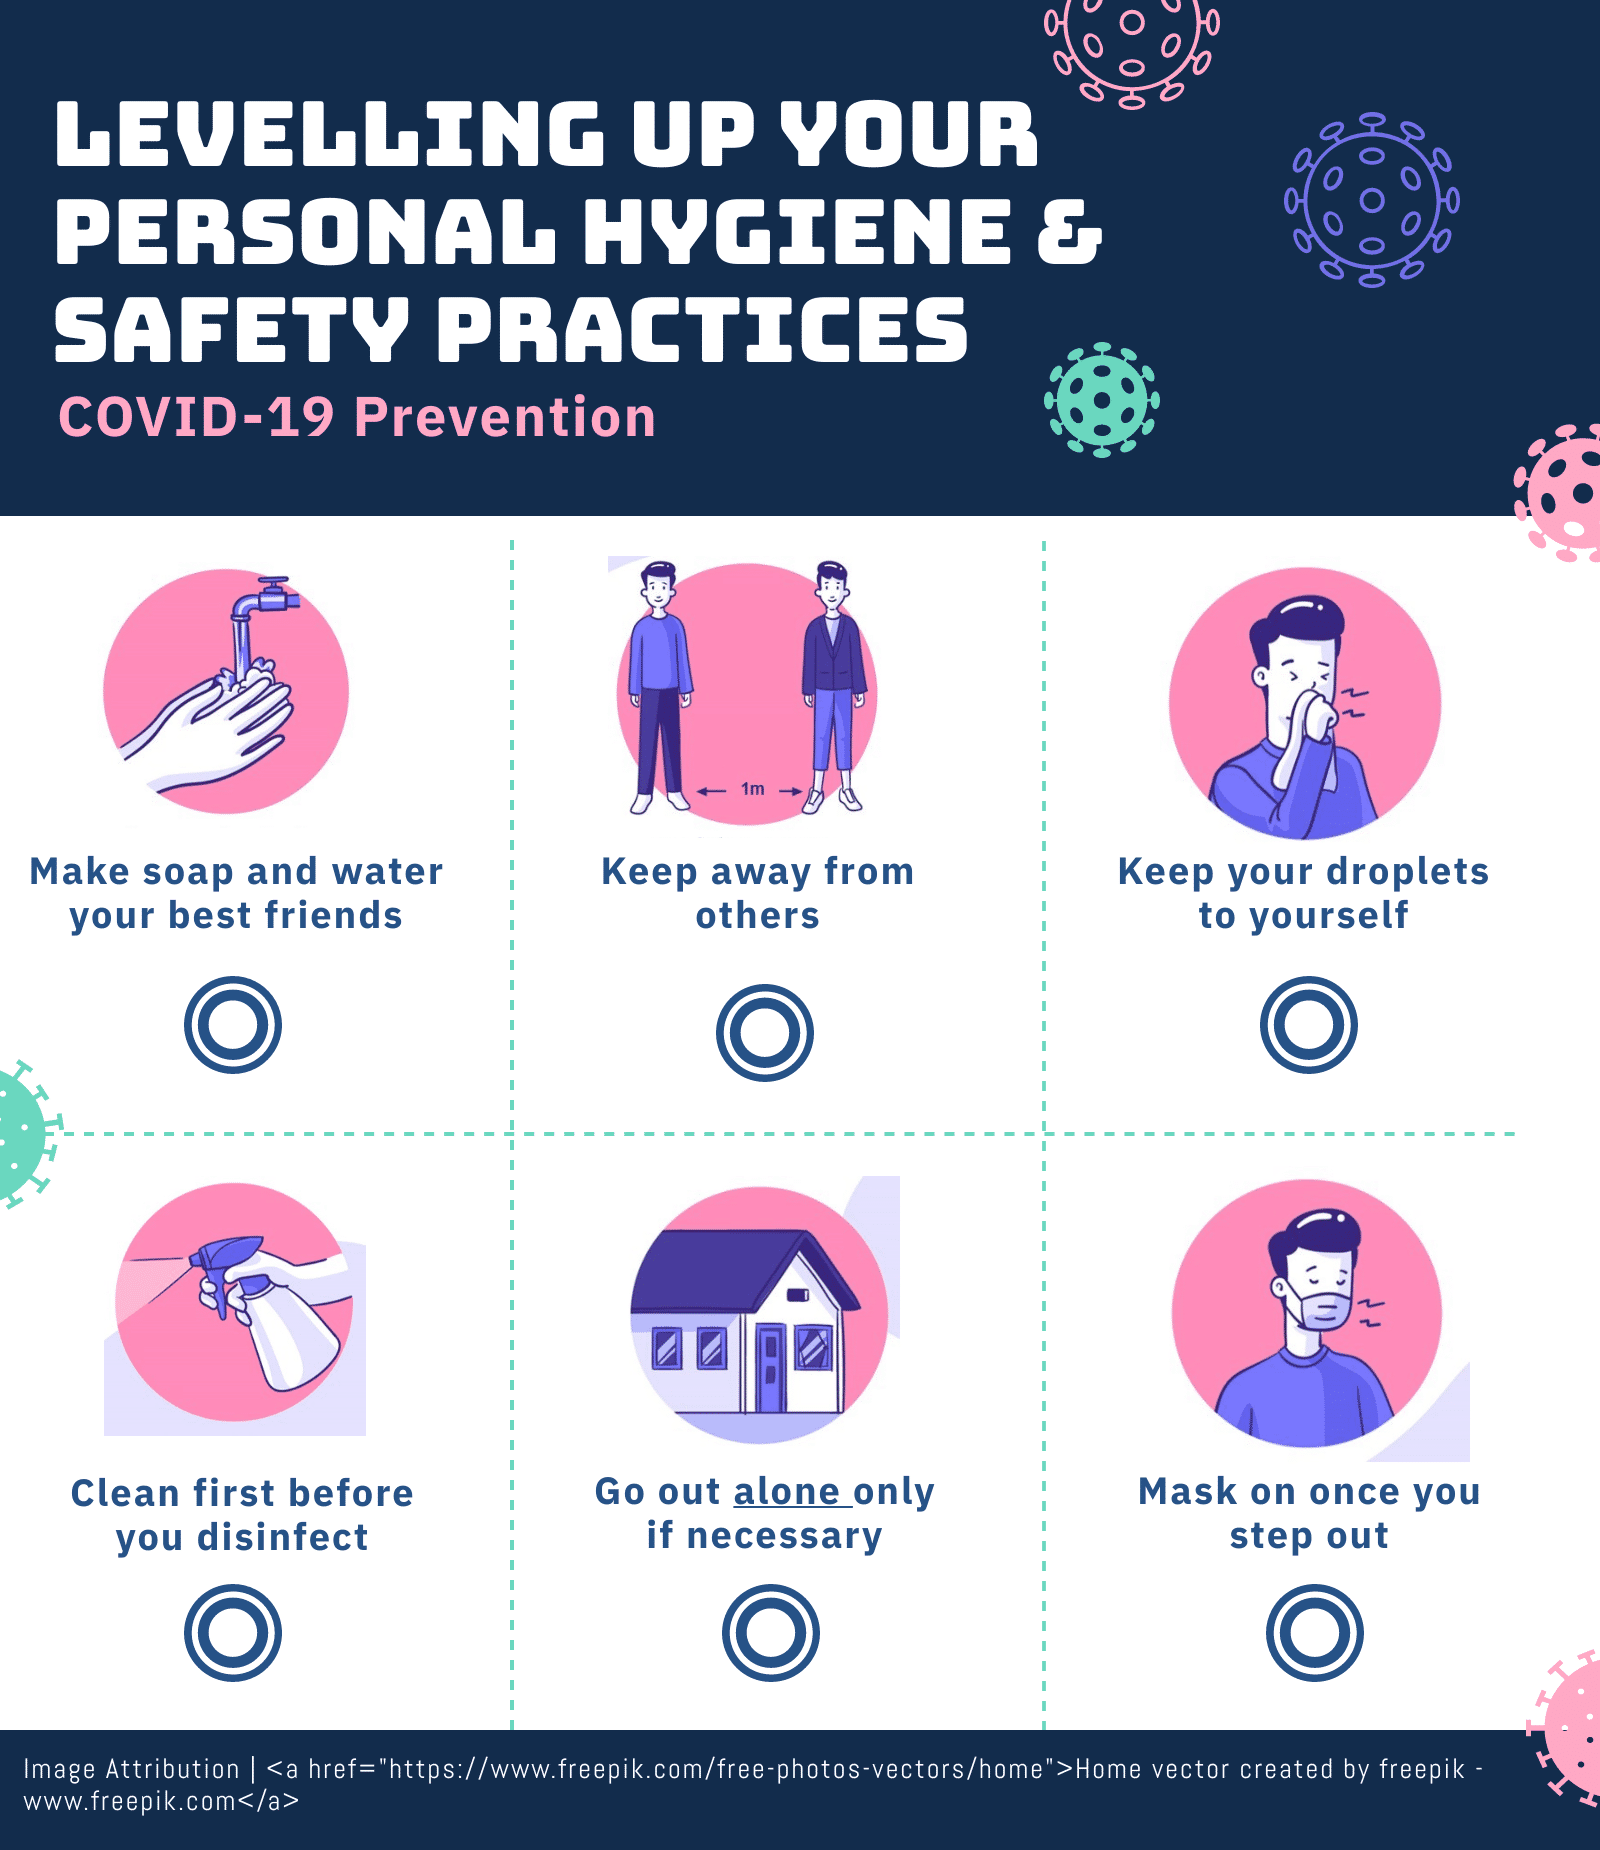 LEVELLING UP YOUR
PERSONAL HYGIENE &
SAFETY PRACTICES
COVID-19 Prevention
1m
Make soap and water
your best friends
Keep away from
others
Keep your droplets
to yourself
Clean first before
you disinfect
Go out alone only
if necessary
Mask on once you
step out
Image Attribution | <a href="https://www.freepik.com/free-photos-vectors/home">Home vector created by freepik -
www.freepik.com</a>